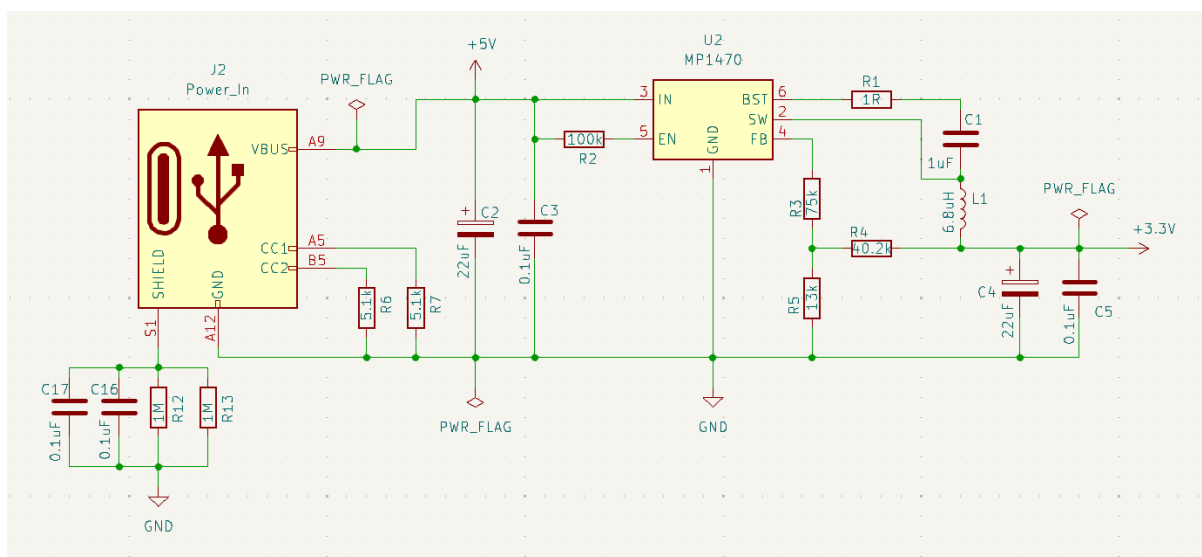 J2
Power_In
VBUS
A9
CC1
A5
CC2
B5
SHIELD
GND
S1
A12
PWR_FLAG
+5V
U2
MP1470
3
IN
5
EN
GND
1
BST
6
SW
2
FB
4
R1
1R
C1
1uF
100k
R2
C2
22uF
C3
0.1uF
R3
75k
R4
40.2k
R5
13k
6.8uH
L1
PWR_FLAG
+3.3V
C4
22uF
C5
0.1uF
5.1k
R6
5.1k
R7
C17
0.1uF
C16
0.1uF
1M
R12
1M
R13
GND
PWR_FLAG
GND